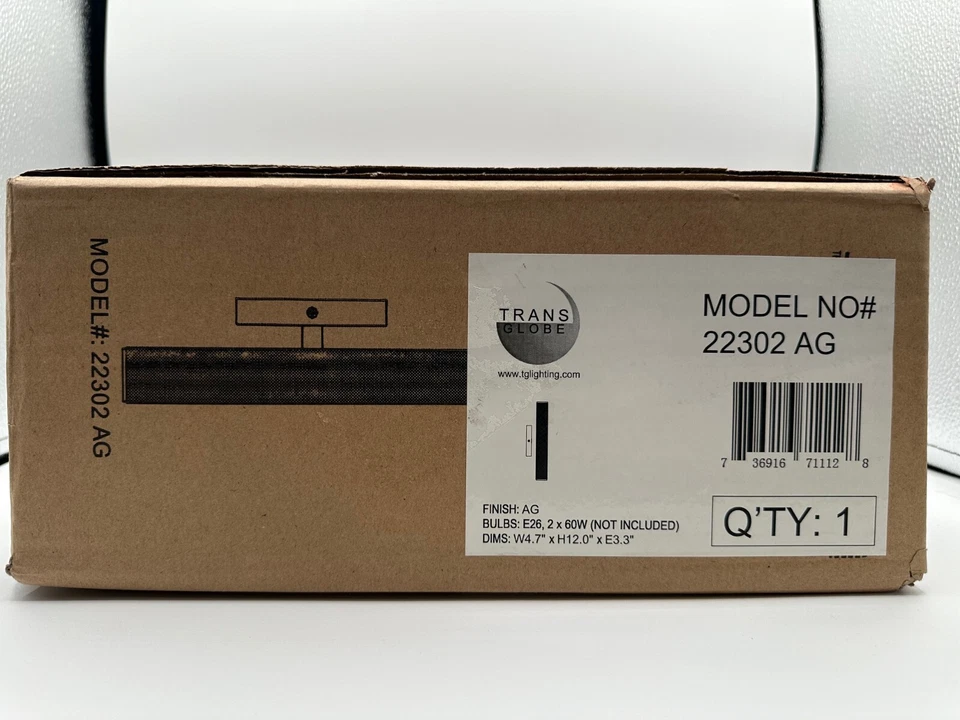 MODEL#: 22302 AG
TRANS
GLOBE
www.tglighting.com
MODEL NO#
22302 AG
7 36916 71112 8
FINISH: AG
BULBS: E26, 2 x 60W (NOT INCLUDED)
DIMS: W4.7" x H12.0" x E3.3"
Q'TY: 1